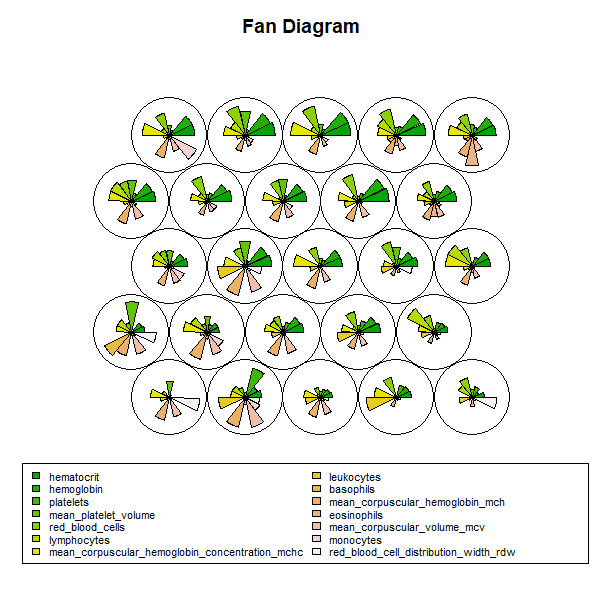 Fan Diagram
hematocrit
hemoglobin
platelets
mean_platelet_volume
red_blood_cells
lymphocytes
mean_corpuscular_hemoglobin_concentration_mchc
leukocytes
basophils
mean_corpuscular_hemoglobin_mch
eosinophils
mean_corpuscular_volume_mcv
monocytes
red_blood_cell_distribution_width_rdw